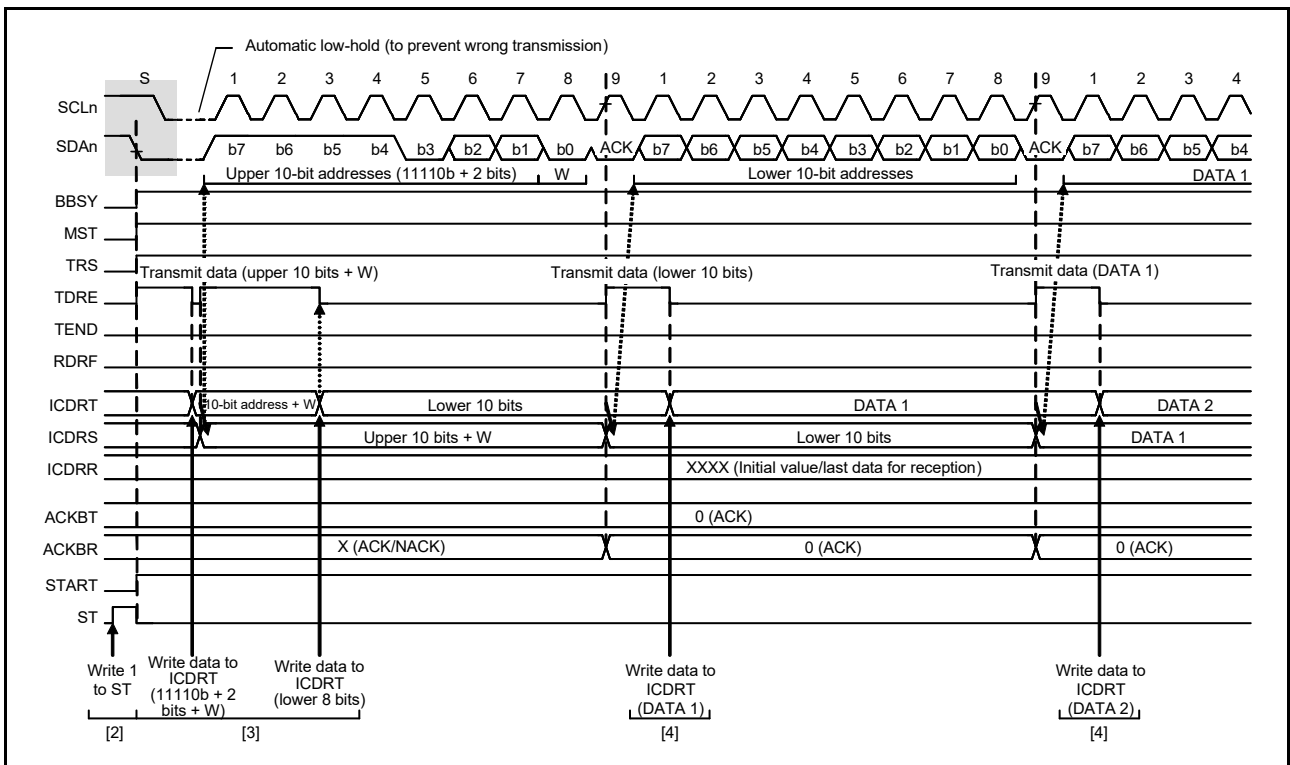 Automatic low-hold (to prevent wrong transmission)
S 1 2 3 4 5 6 7 8 9 1 2 3 4 5 6 7 8 9 1 2 3 4
SCLn
SDAn b7 b6 b5 b4 b3 b2 b1 b0 ACK b7 b6 b5 b4 b3 b2 b1 b0 ACK b7 b6 b5 b4
Upper 10-bit addresses (11110b + 2 bits) W Lower 10-bit addresses DATA 1
BBSY
MST
TRS
Transmit data (upper 10 bits + W) Transmit data (lower 10 bits) Transmit data (DATA 1)
TDRE
TEND
RDRF
ICDRT 10-bit address + W Lower 10 bits DATA 1 DATA 2
ICDRS Upper 10 bits + W Lower 10 bits DATA 1
ICDRR XXXX (Initial value/last data for reception)
ACKBT 0 (ACK)
ACKBR X (ACK/NACK) 0 (ACK) 0 (ACK)
START
ST
Write 1
to ST
Write data to
ICDRT
(11110b + 2
bits + W)
Write data to
ICDRT
(lower 8 bits)
Write data to
ICDRT
(DATA 1)
Write data to
ICDRT
(DATA 2)
[2] [3] [4] [4]